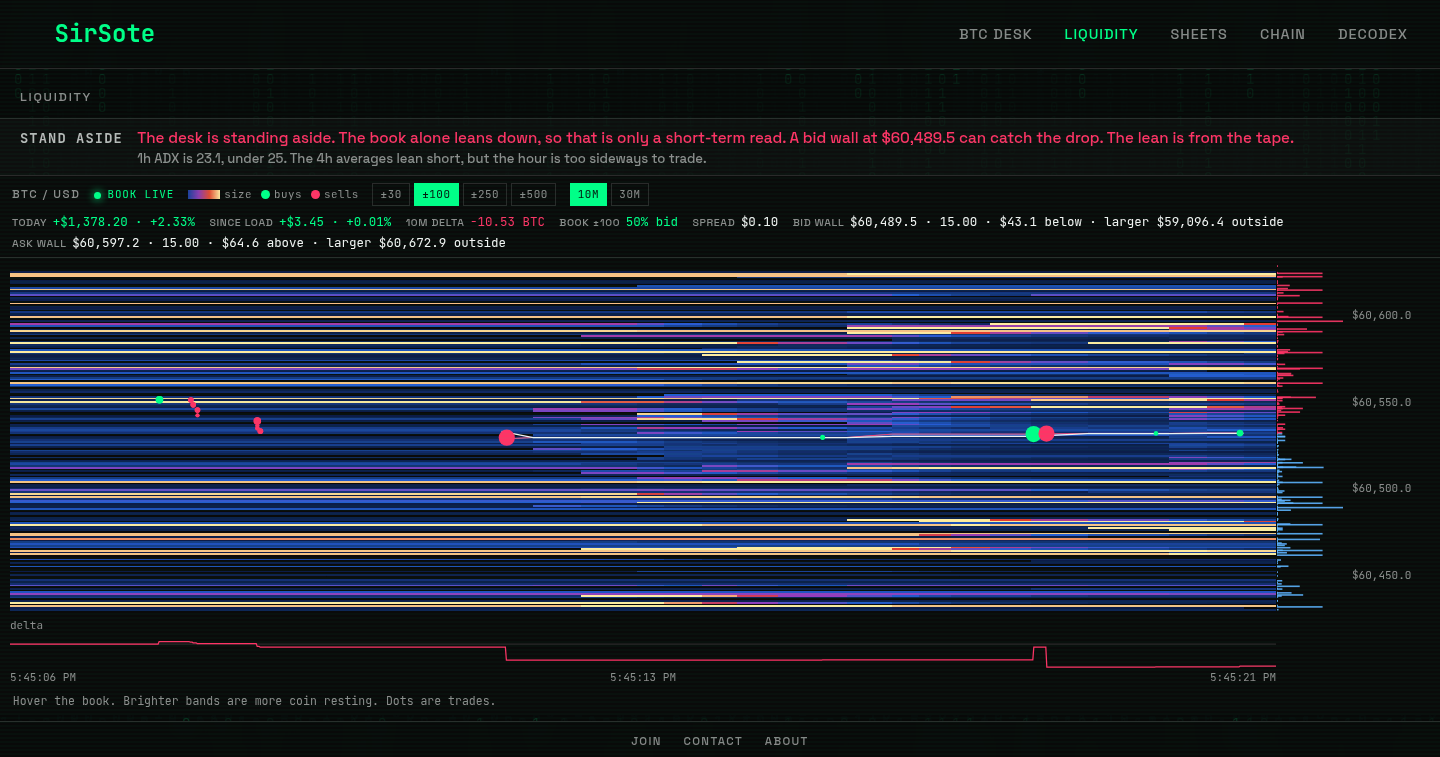 SirSote
BTC DESK LIQUIDITY SHEETS CHAIN DECODEX
LIQUIDITY
STAND ASIDE The desk is standing aside. The book alone leans down, so that is only a short-term read. A bid wall at $60,489.5 can catch the drop. The lean is from the tape.
1h ADX is 23.1, under 25. The 4h averages lean short, but the hour is too sideways to trade.
BTC / USD BOOK LIVE size buys sells ±30 ±100 ±250 ±500 10M 30M
TODAY +$1,378.20 · +2.33% SINCE LOAD +$3.45 · +0.01% 10M DELTA -10.53 BTC BOOK ±100 50% bid SPREAD $0.10 BID WALL $60,489.5 · 15.00 · $43.1 below · larger $59,096.4 outside
ASK WALL $60,597.2 · 15.00 · $64.6 above · larger $60,672.9 outside
$60,600.0
$60,550.0
$60,500.0
$60,450.0
delta
5:45:06 PM 5:45:13 PM 5:45:21 PM
Hover the book. Brighter bands are more coin resting. Dots are trades.
JOIN CONTACT ABOUT